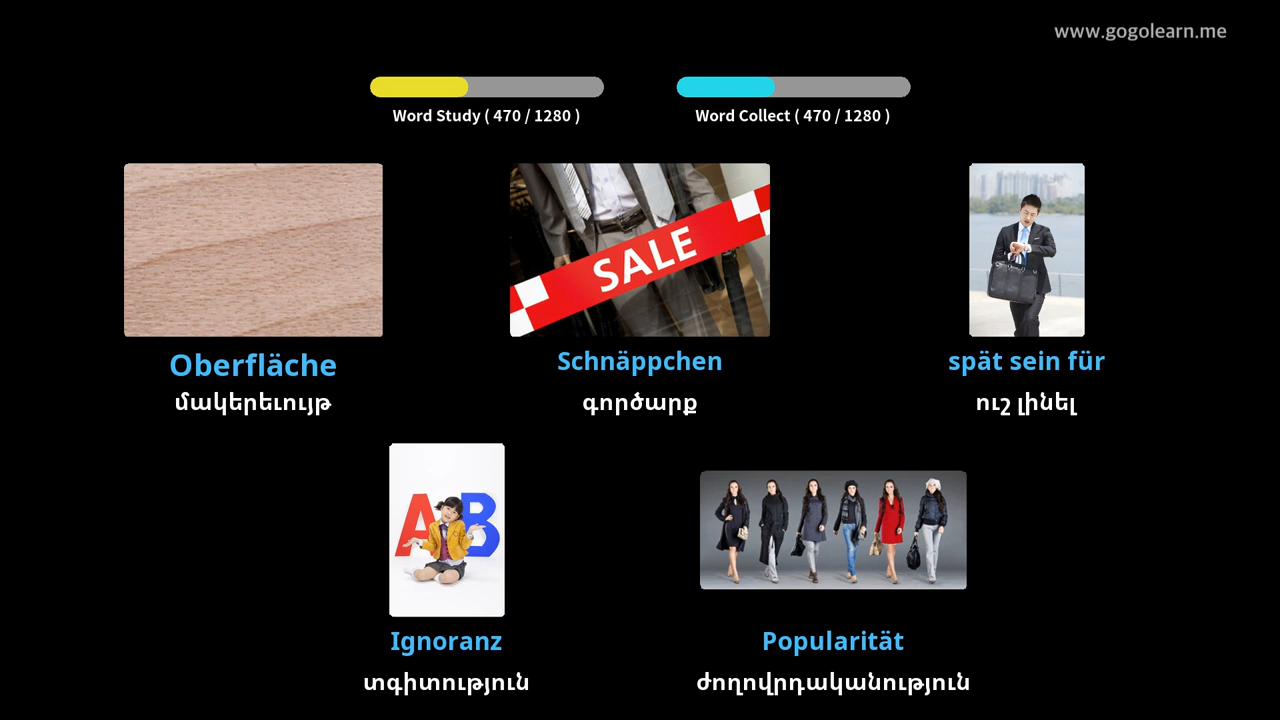 www.gogolearn.me
Word Study ( 470 / 1280 )
Word Collect ( 470 / 1280 )
SALE
Oberfläche
մակերեւույթ
Schnäppchen
գործարք
spät sein für
ուշ լինել
A B
Ignoranz
տգիտություն
Popularität
ժողովրդականություն